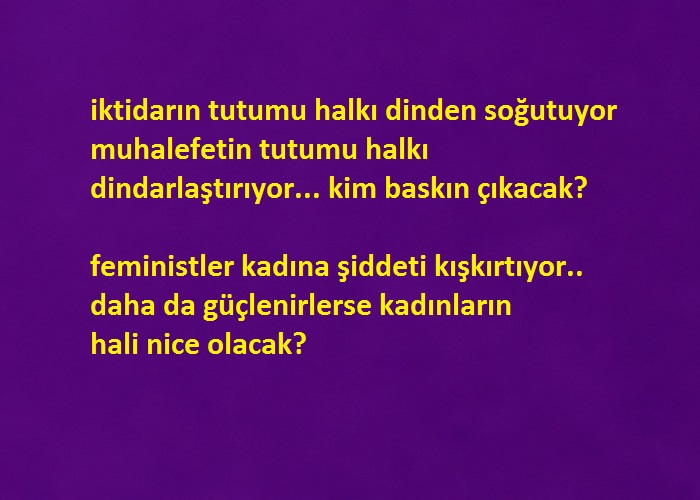 iktidarın tutumu halkı dinden soğutuyor
muhalefetin tutumu halkı
dindarlaştırıyor... kim baskın çıkacak?
feministler kadına şiddeti kışkırtıyor..
daha da güçlenirlerse kadınların
hali nice olacak?